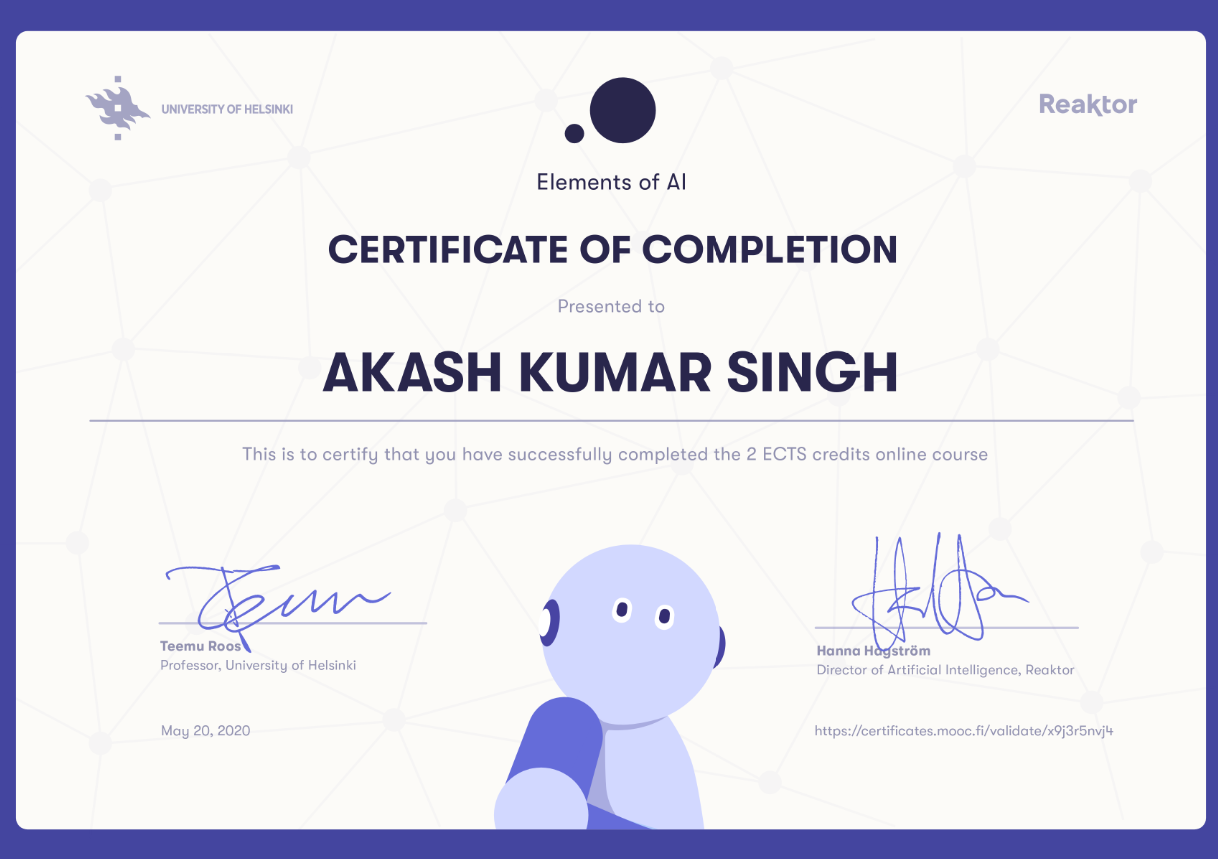 UNIVERSITY OF HELSINKI
Reaktor
Elements of AI
CERTIFICATE OF COMPLETION
Presented to
AKASH KUMAR SINGH
This is to certify that you have successfully completed the 2 ECTS credits online course
Teemu Roos
Professor, University of Helsinki
May 20, 2020
Hanna Hagström
Director of Artificial Intelligence, Reaktor
https://certificates.mooc.fi/validate/x9j3r5nvj4